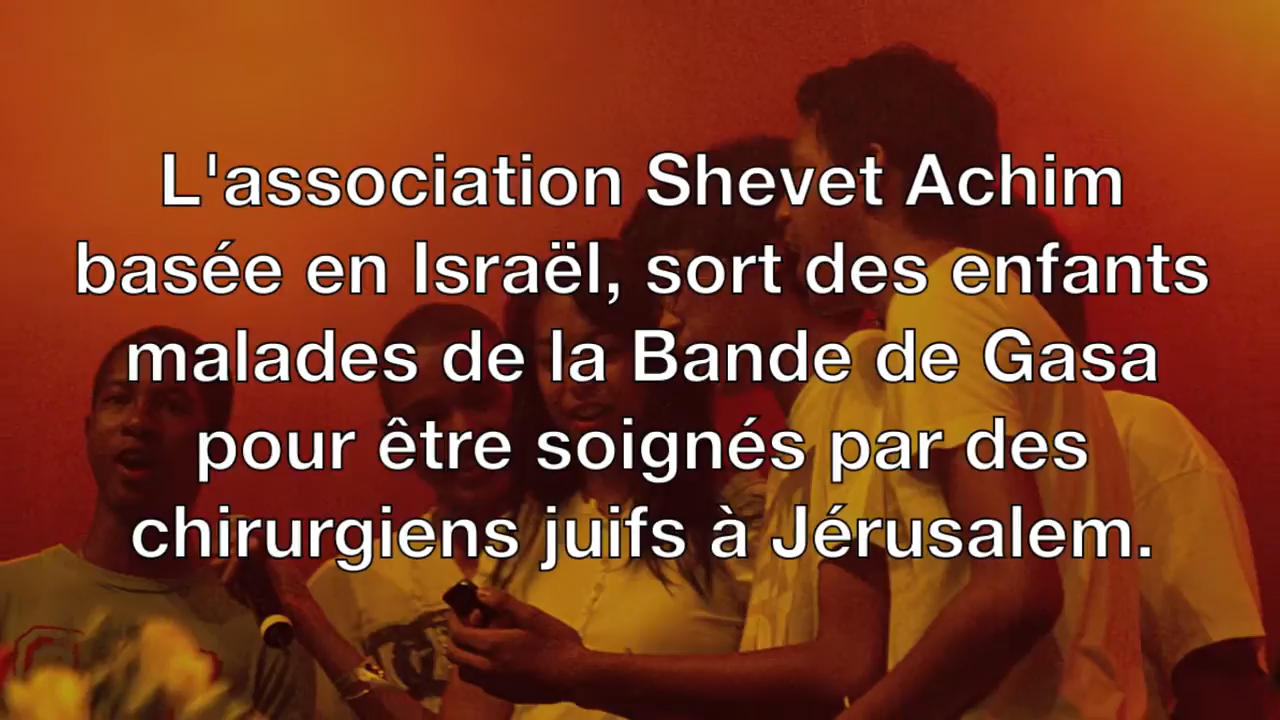 L'association Shevet Achim
basée en Israël, sort des enfants
malades de la Bande de Gasa
pour être soignés par des
chirurgiens juifs à Jérusalem.